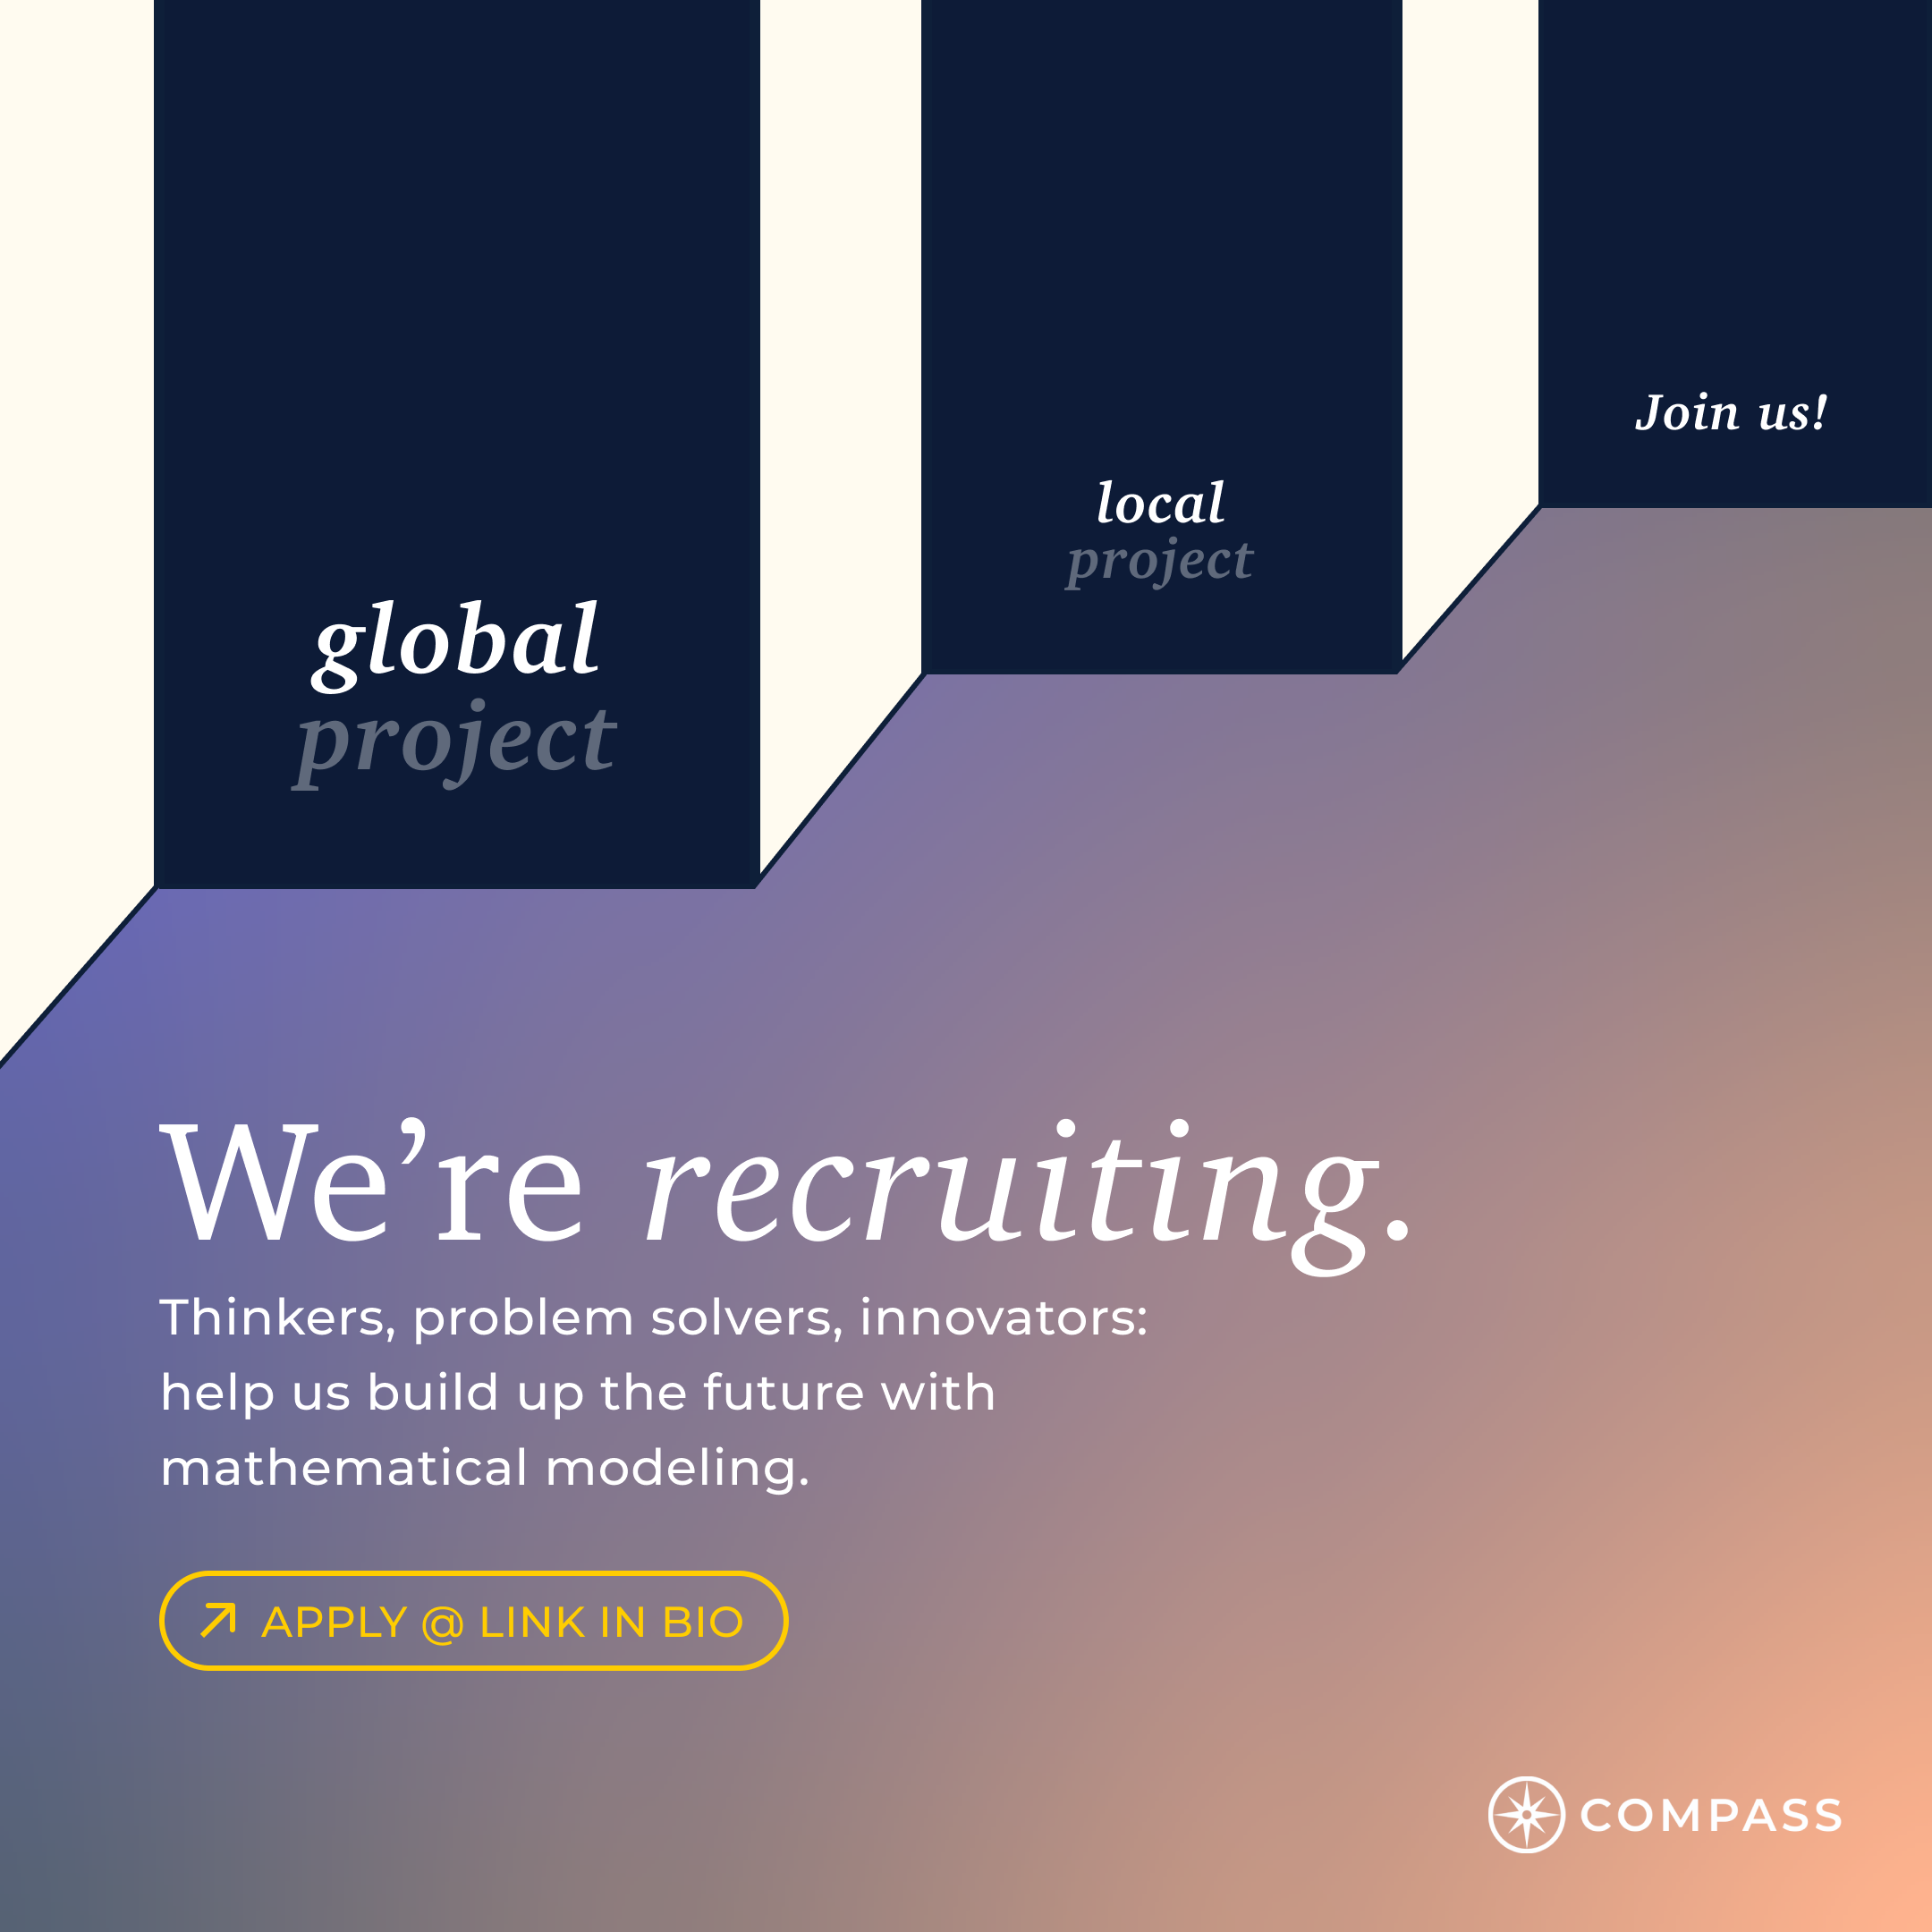 global
project
local
project
Join us!
We’re recruiting.
Thinkers, problem solvers, innovators:
help us build up the future with
mathematical modeling.
APPLY @ LINK IN BIO
COMPASS